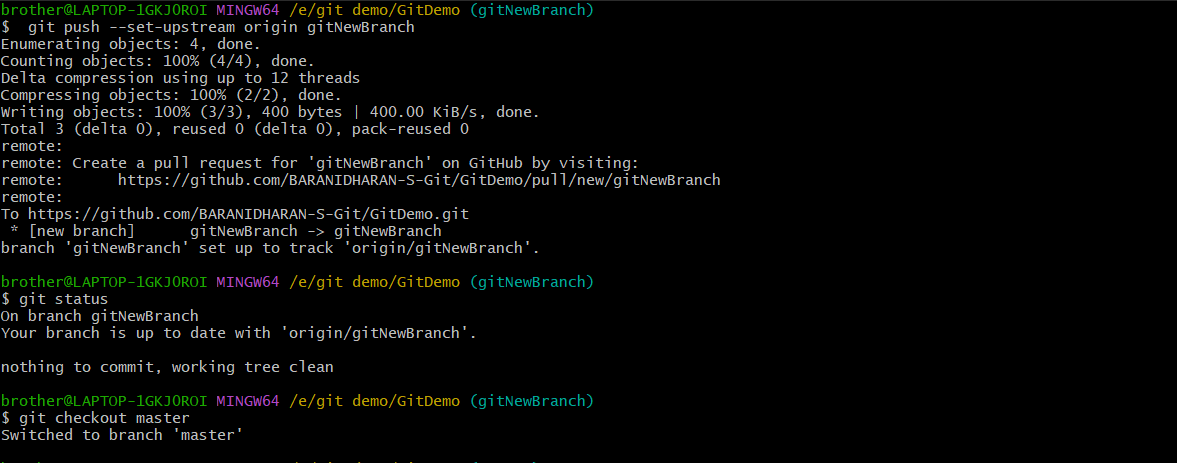 brother@LAPTOP-1GKJ0ROI MINGW64 /e/git demo/GitDemo (gitNewBranch)
$  git push --set-upstream origin gitNewBranch
Enumerating objects: 4, done.
Counting objects: 100% (4/4), done.
Delta compression using up to 12 threads
Compressing objects: 100% (2/2), done.
Writing objects: 100% (3/3), 400 bytes | 400.00 KiB/s, done.
Total 3 (delta 0), reused 0 (delta 0), pack-reused 0
remote:
remote: Create a pull request for 'gitNewBranch' on GitHub by visiting:
remote:      https://github.com/BARANIDHARAN-S-Git/GitDemo/pull/new/gitNewBranch
remote:
To https://github.com/BARANIDHARAN-S-Git/GitDemo.git
 * [new branch]      gitNewBranch -> gitNewBranch
branch 'gitNewBranch' set up to track 'origin/gitNewBranch'.
brother@LAPTOP-1GKJ0ROI MINGW64 /e/git demo/GitDemo (gitNewBranch)
$ git status
On branch gitNewBranch
Your branch is up to date with 'origin/gitNewBranch'.
nothing to commit, working tree clean
brother@LAPTOP-1GKJ0ROI MINGW64 /e/git demo/GitDemo (gitNewBranch)
$ git checkout master
Switched to branch 'master'